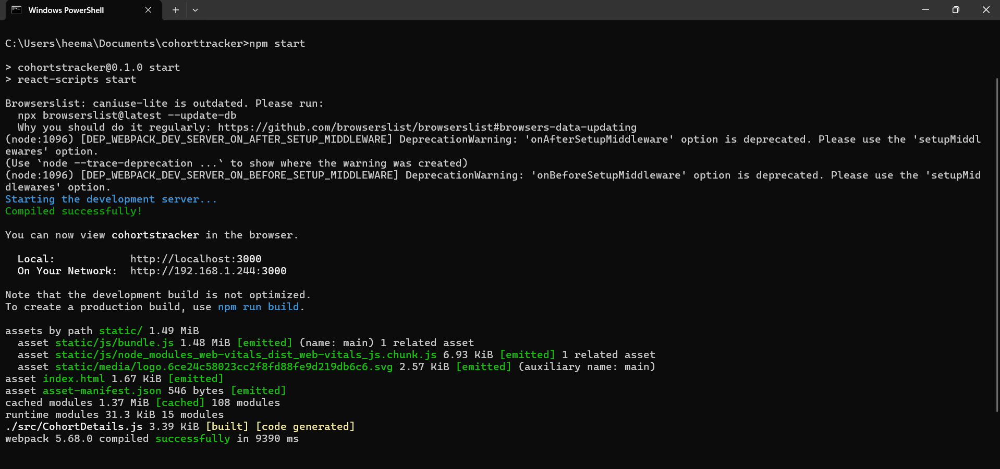 Windows PowerShell
C:\Users\heema\Documents\cohorttracker>npm start
> cohortstracker@0.1.0 start
> react-scripts start
Browserslist: caniuse-lite is outdated. Please run:
  npx browserslist@latest --update-db
  Why you should do it regularly: https://github.com/browserslist/browserslist#browsers-data-updating
(node:1096) [DEP_WEBPACK_DEV_SERVER_ON_AFTER_SETUP_MIDDLEWARE] DeprecationWarning: 'onAfterSetupMiddleware' option is deprecated. Please use the 'setupMiddl
ewares' option.
(Use `node --trace-deprecation ...` to show where the warning was created)
(node:1096) [DEP_WEBPACK_DEV_SERVER_ON_BEFORE_SETUP_MIDDLEWARE] DeprecationWarning: 'onBeforeSetupMiddleware' option is deprecated. Please use the 'setupMid
dlewares' option.
Starting the development server...
Compiled successfully!
You can now view cohortstracker in the browser.
  Local:            http://localhost:3000
  On Your Network:  http://192.168.1.244:3000
Note that the development build is not optimized.
To create a production build, use npm run build.
assets by path static/ 1.49 MiB
  asset static/js/bundle.js 1.48 MiB [emitted] (name: main) 1 related asset
  asset static/js/node_modules_web-vitals_dist_web-vitals_js.chunk.js 6.93 KiB [emitted] 1 related asset
  asset static/media/logo.6ce24c58023cc2f8fd88fe9d219db6c6.svg 2.57 KiB [emitted] (auxiliary name: main)
asset index.html 1.67 KiB [emitted]
asset asset-manifest.json 546 bytes [emitted]
cached modules 1.37 MiB [cached] 108 modules
runtime modules 31.3 KiB 15 modules
./src/CohortDetails.js 3.39 KiB [built] [code generated]
webpack 5.68.0 compiled successfully in 9390 ms